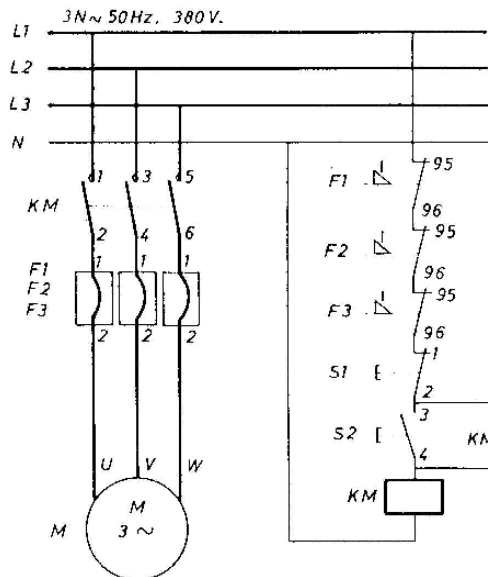 3N~ 50Hz, 380V.
L1
L2
L3
N
1 3 5
KM
2 4 6
F1
F2
F3
1 1 1
2 2 2
U V W
M
M
3 ~
F1 95
96
F2 95
96
F3 95
96
S1 1
2
S2 3
4
KM
KM